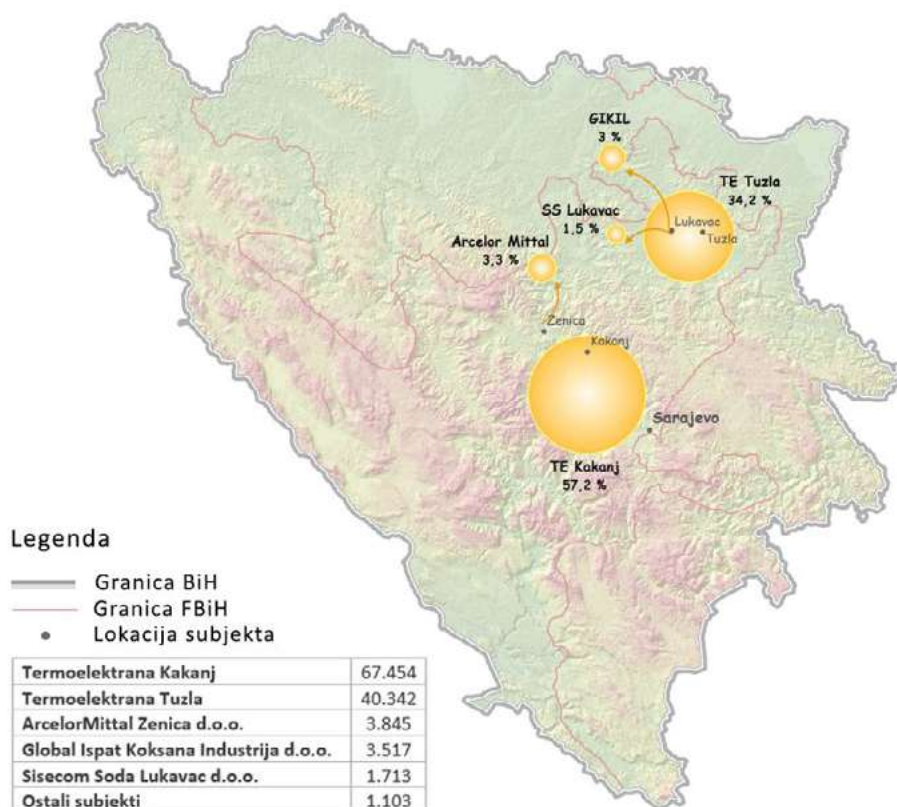 GIKIL
3 %
TE Tuzla
34,2 %
SS Lukavac
1,5 %
Lukavac
Tuzla
Arcelor Mittal
3,3 %
Zenica
Kakanj
Sarajevo
TE Kakanj
57,2 %
Legenda
Granica BiH
Granica FBiH
Lokacija subjekta
Termoelektrana Kakanj 67.454
Termoelektrana Tuzla 40.342
ArcelorMittal Zenica d.o.o. 3.845
Global Ispat Koksana Industrija d.o.o. 3.517
Sisecom Soda Lukavac d.o.o. 1.713
Ostali subjekti 1.103